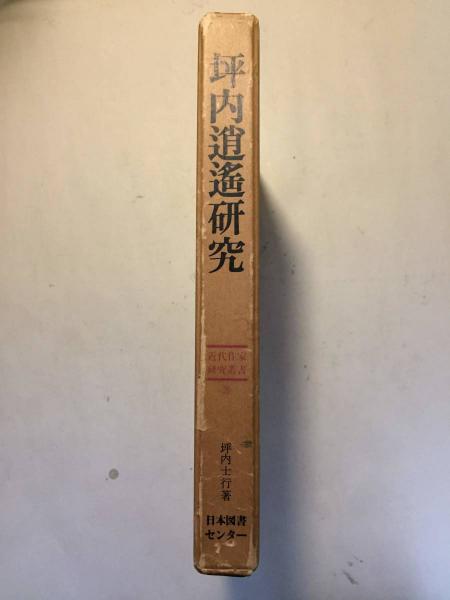 坪内逍遙研究
近代作家
研究叢書
坪内士行著
日本図書
センター